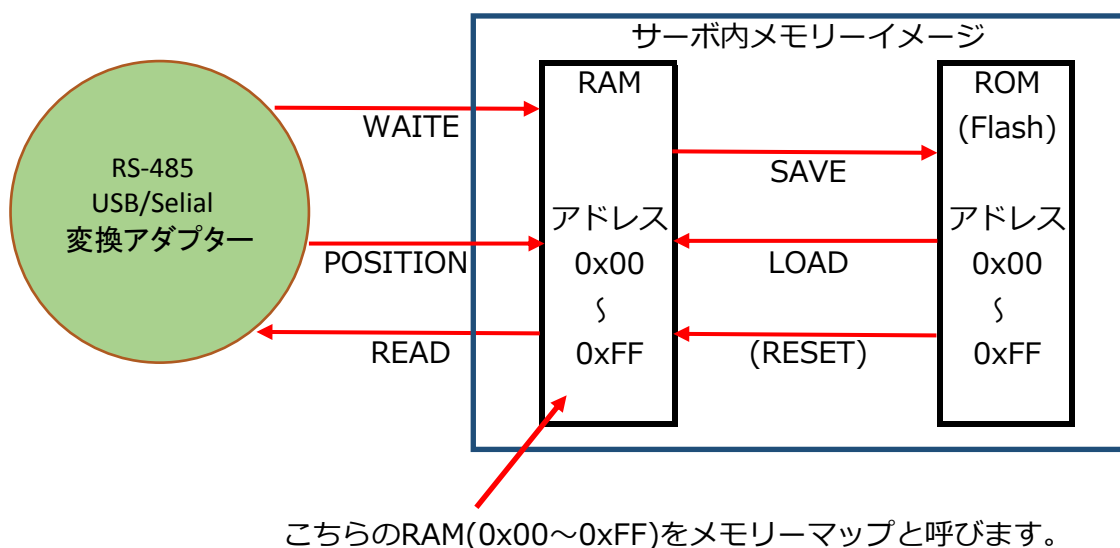 サーボ内メモリーイメージ
RS-485
USB/Selial
変換アダプター
WAITE
POSITION
READ
RAM
アドレス
0x00
～
0xFF
SAVE
LOAD
(RESET)
ROM
(Flash)
アドレス
0x00
～
0xFF
こちらのRAM(0x00～0xFF)をメモリーマップと呼びます。